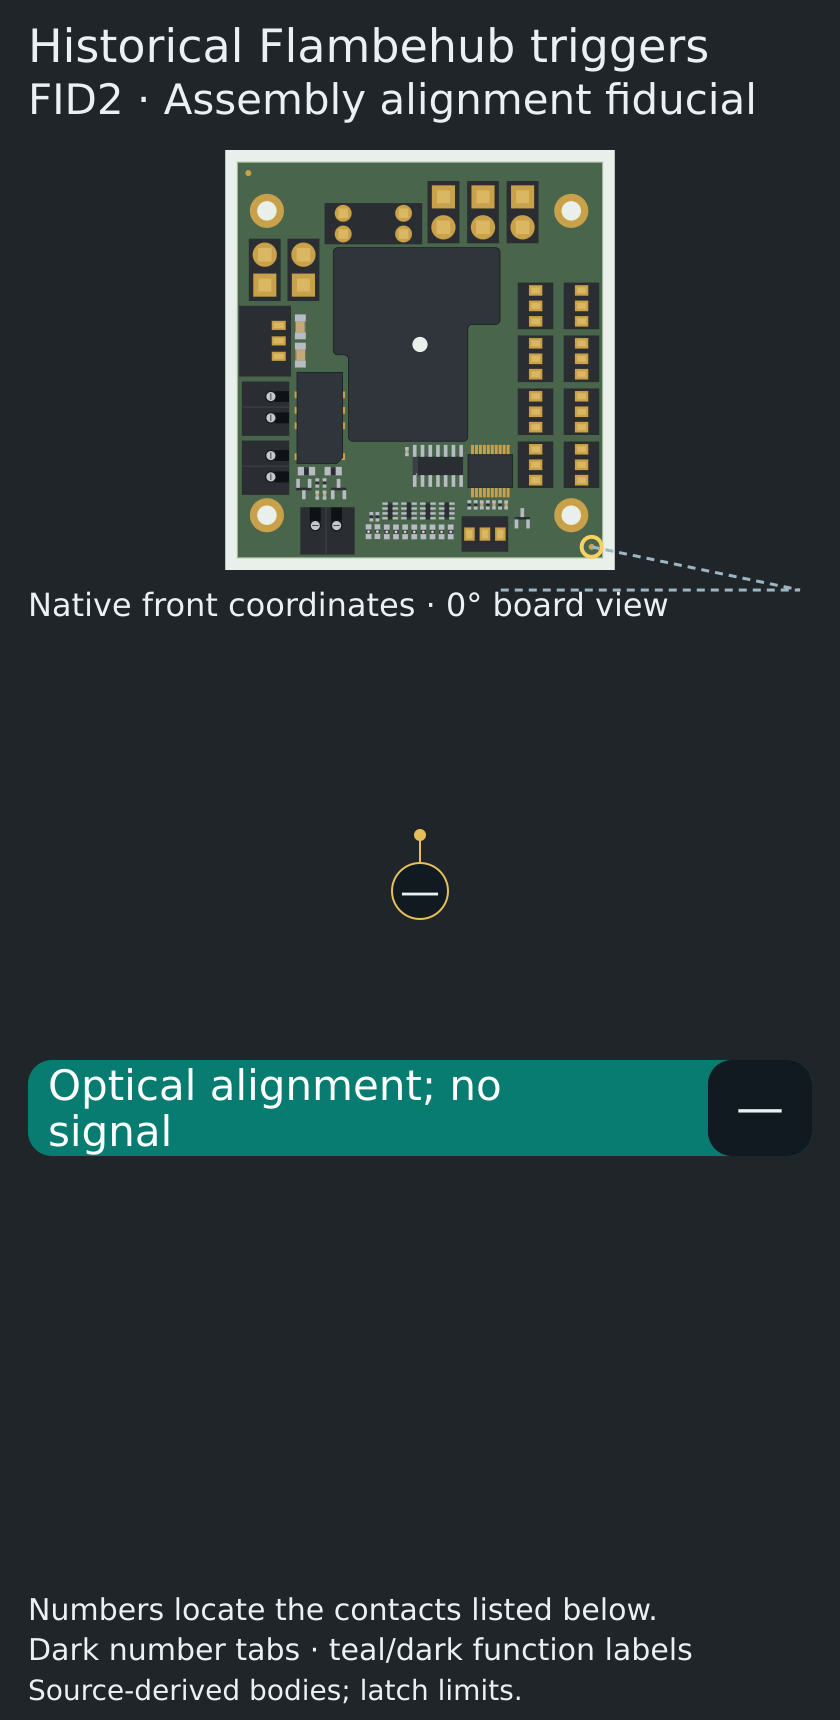 Historical Flambehub triggers
FID2 · Assembly alignment fiducial
Native front coordinates · 0° board view
—
Optical alignment; no
signal
—
Numbers locate the contacts listed below.
Dark number tabs · teal/dark function labels
Source-derived bodies; latch limits.